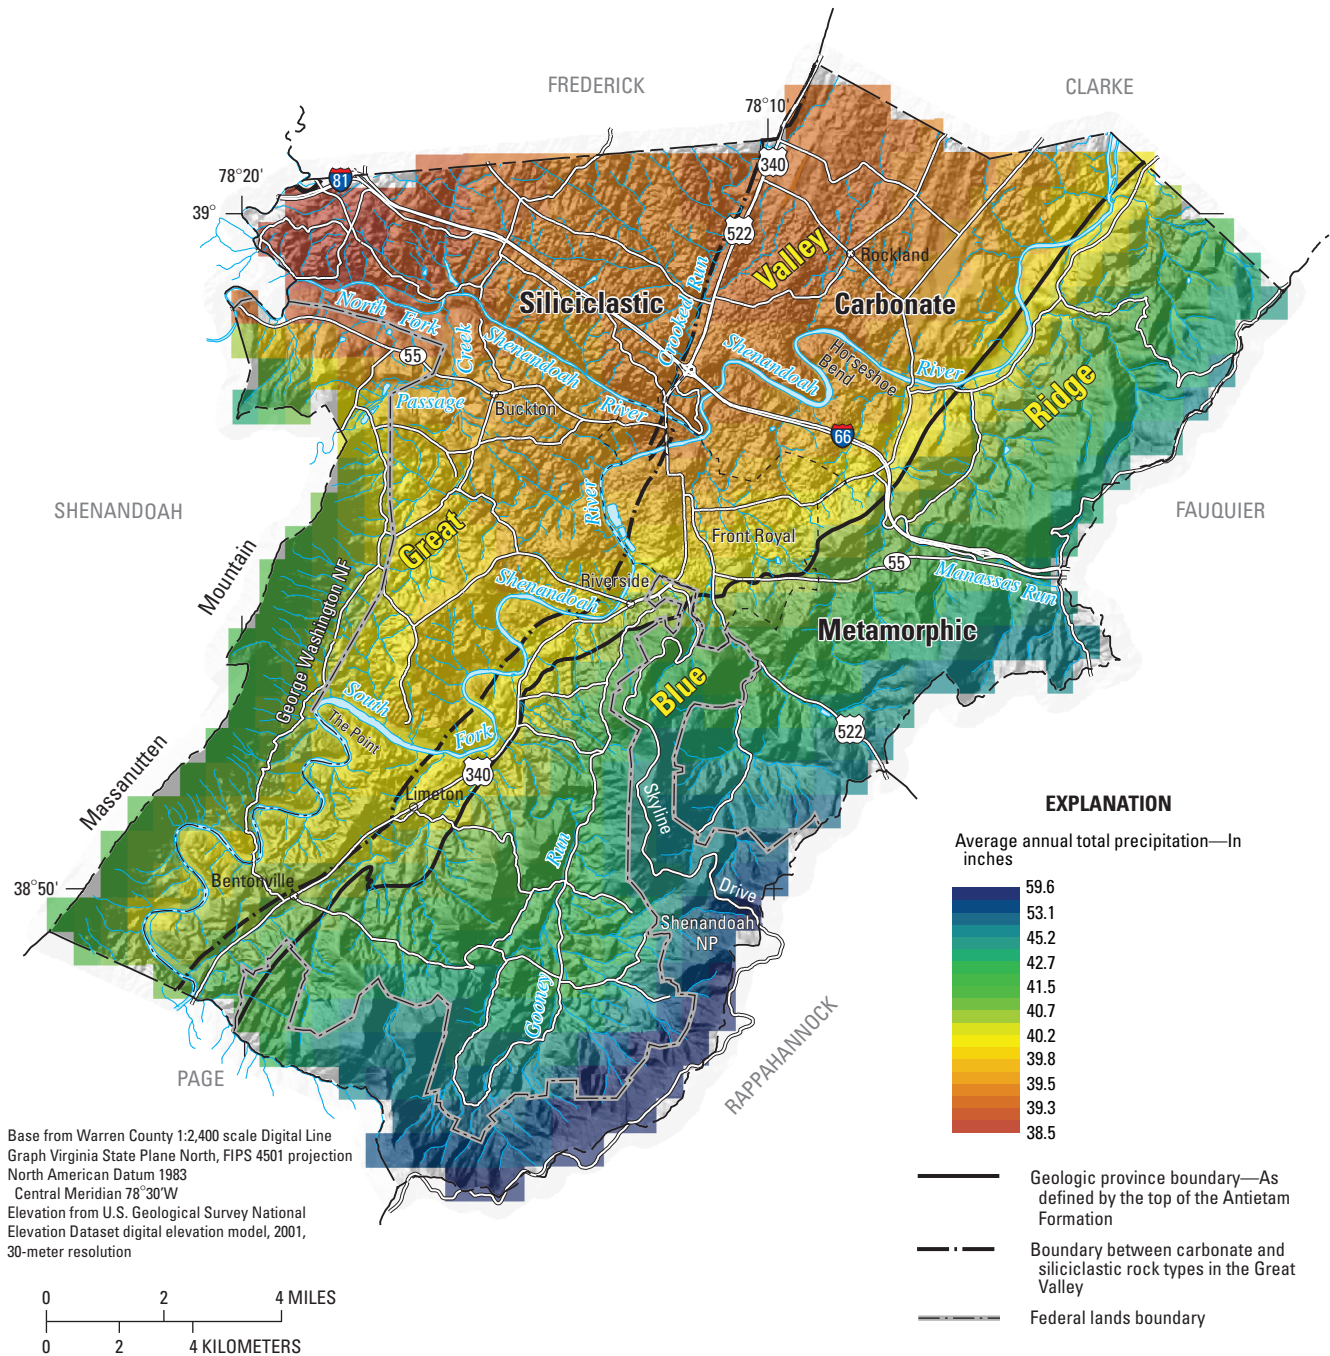 FREDERICK
CLARKE
78°10'
340
78°20'
81
39°
522
Valley
Rockland
Crooked Run
Siliciclastic
Carbonate
North Fork
Shenandoah
River
55
Creek
Passage
Shenandoah
Horseshoe
Bend
River
Buckton
Ridge
66
SHENANDOAH
FAUQUIER
River
Great
Front Royal
Mountain
55
Manassas Run
Riverside
Shenandoah
George Washington NF
Metamorphic
Blue
South
Fork
The Point
522
Massanutten
340
Limeton
Skyline
Drive
Run
38°50'
Bentonville
Shenandoah
NP
Gooney
PAGE
RAPPAHANNOCK
EXPLANATION
Average annual total precipitation—In
inches
59.6
53.1
45.2
42.7
41.5
40.7
40.2
39.8
39.5
39.3
38.5
Geologic province boundary—As
defined by the top of the Antietam
Formation
Boundary between carbonate and
siliciclastic rock types in the Great
Valley
Federal lands boundary
Base from Warren County 1:2,400 scale Digital Line
Graph Virginia State Plane North, FIPS 4501 projection
North American Datum 1983
Central Meridian 78°30'W
Elevation from U.S. Geological Survey National
Elevation Dataset digital elevation model, 2001,
30-meter resolution
0 2 4 MILES
0 2 4 KILOMETERS